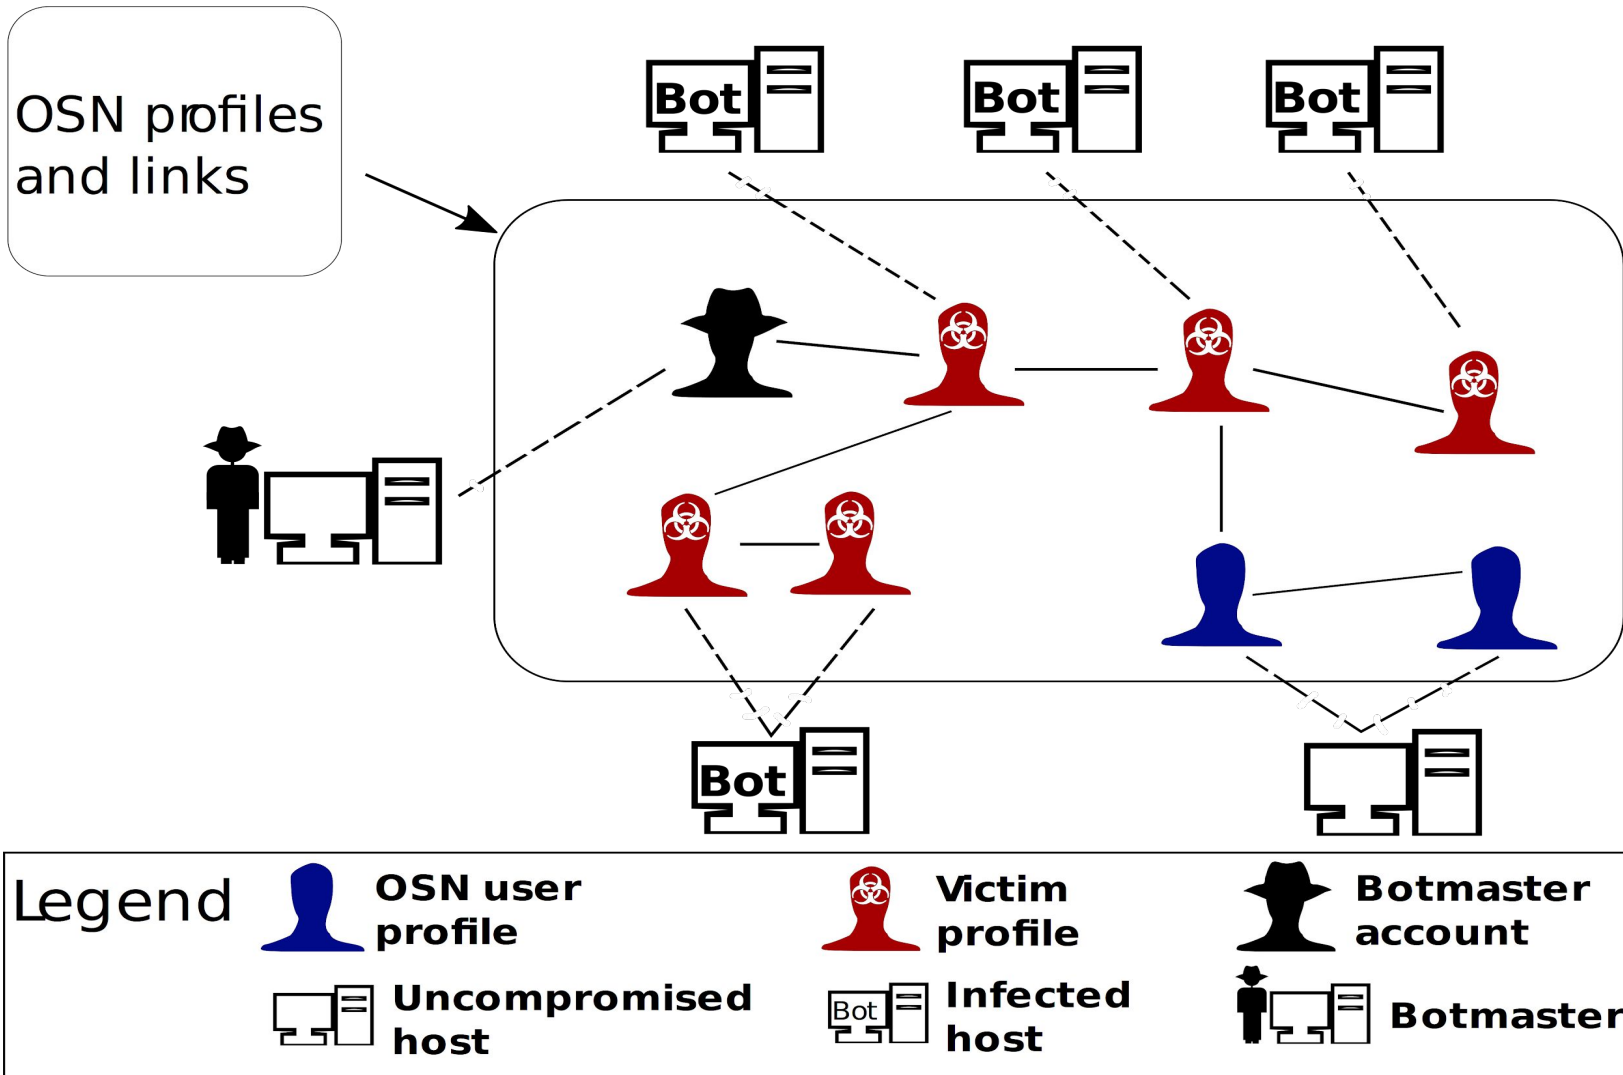 OSN profiles
and links
Bot
Bot
Bot
Bot
Legend
OSN user
profile
Victim
profile
Botmaster
account
Uncompromised
host
Bot
Infected
host
Botmaster